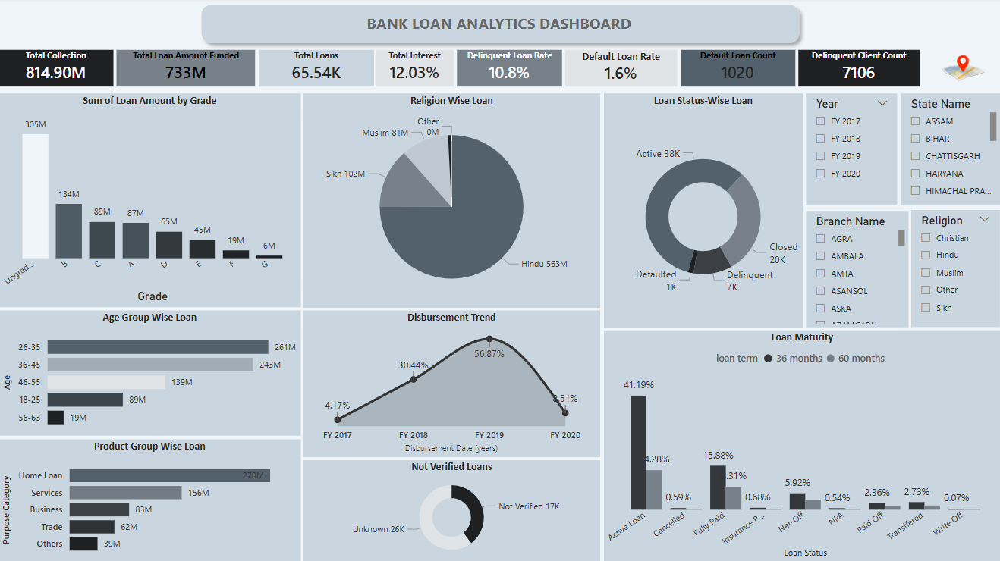 BANK LOAN ANALYTICS DASHBOARD
Total Collection
814.90M
Total Loan Amount Funded
733M
Total Loans
65.54K
Total Interest
12.03%
Delinquent Loan Rate
10.8%
Default Loan Rate
1.6%
Default Loan Count
1020
Delinquent Client Count
7106
Sum of Loan Amount by Grade
305M
134M
89M
87M
65M
45M
19M
6M
Ungrad...
B
C
A
D
E
F
G
Grade
Religion Wise Loan
Other
0M
Muslim 81M
Sikh 102M
Hindu 563M
Loan Status-Wise Loan
Active 38K
Closed
20K
Delinquent
7K
Defaulted
1K
Year
FY 2017
FY 2018
FY 2019
FY 2020
State Name
ASSAM
BIHAR
CHATTISGARH
HARYANA
HIMACHAL PRA...
Branch Name
AGRA
AMBALA
AMTA
ASANSOL
ASKA
Religion
Christian
Hindu
Muslim
Other
Sikh
Age Group Wise Loan
Age
26-35
261M
36-45
243M
46-55
139M
18-25
89M
56-63
19M
Disbursement Trend
4.17%
30.44%
56.87%
8.51%
FY 2017
FY 2018
FY 2019
FY 2020
Disbursement Date (years)
Product Group Wise Loan
Purpose Category
Home Loan
278M
Services
156M
Business
83M
Trade
62M
Others
39M
Not Verified Loans
Not Verified 17K
Unknown 26K
Loan Maturity
loan term 36 months 60 months
41.19%
0.59%
15.88%
0.68%
5.92%
0.54%
2.36%
2.73%
0.07%
Active Loan
Cancelled
Fully Paid
Insurance P...
Net-Off
NPA
Paid Off
Transffered
Write Off
Loan Status